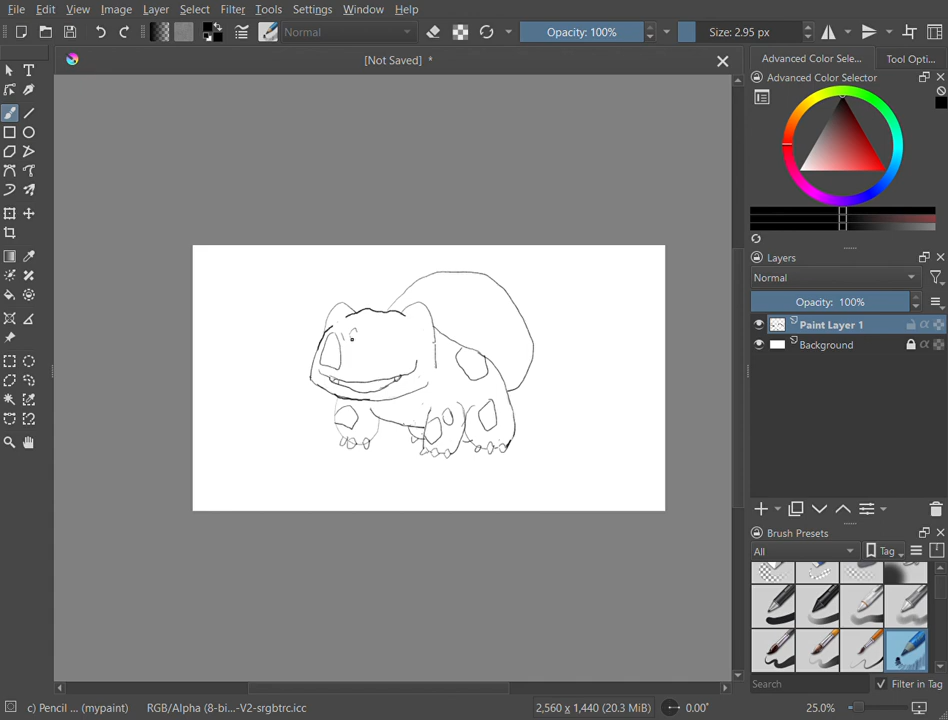 File Edit View Image Layer Select Filter Tools Settings Window Help
Normal Opacity: 100% Size: 2.95 px
[Not Saved] *
Advanced Color Sele... Tool Opti...
Advanced Color Selector
Layers
Normal
Opacity: 100%
Paint Layer 1
Background
Brush Presets
All Tag
Search Filter in Tag
c) Pencil ... (mypaint) RGB/Alpha (8-bi...-V2-srgbtrc.icc 2,560 x 1,440 (20.3 MiB) 0.00° 25.0%